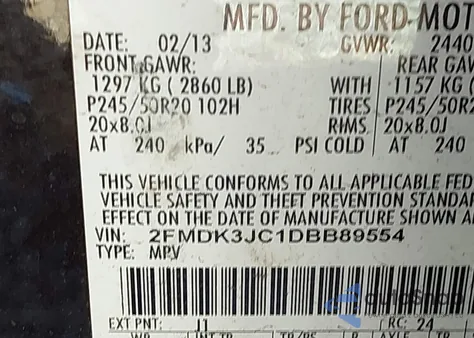 MFD. BY FORD MOT
DATE: 02/13 GVWR: 2440
FRONT GAWR: REAR GAW
1297 KG ( 2860 LB) WITH 1157 KG (
P245/50R20 102H TIRES P245/50R
20x8.0J RIMS 20x8.0J
AT 240 kPa/ 35 PSI COLD AT 240
THIS VEHICLE CONFORMS TO ALL APPLICABLE FED
VEHICLE SAFETY AND THEFT PREVENTION STANDA
EFFECT ON THE DATE OF MANUFACTURE SHOWN A
VIN: 2FMDK3JC1DBB89554
TYPE: MPV
EXT PNT: J1 RC: 24